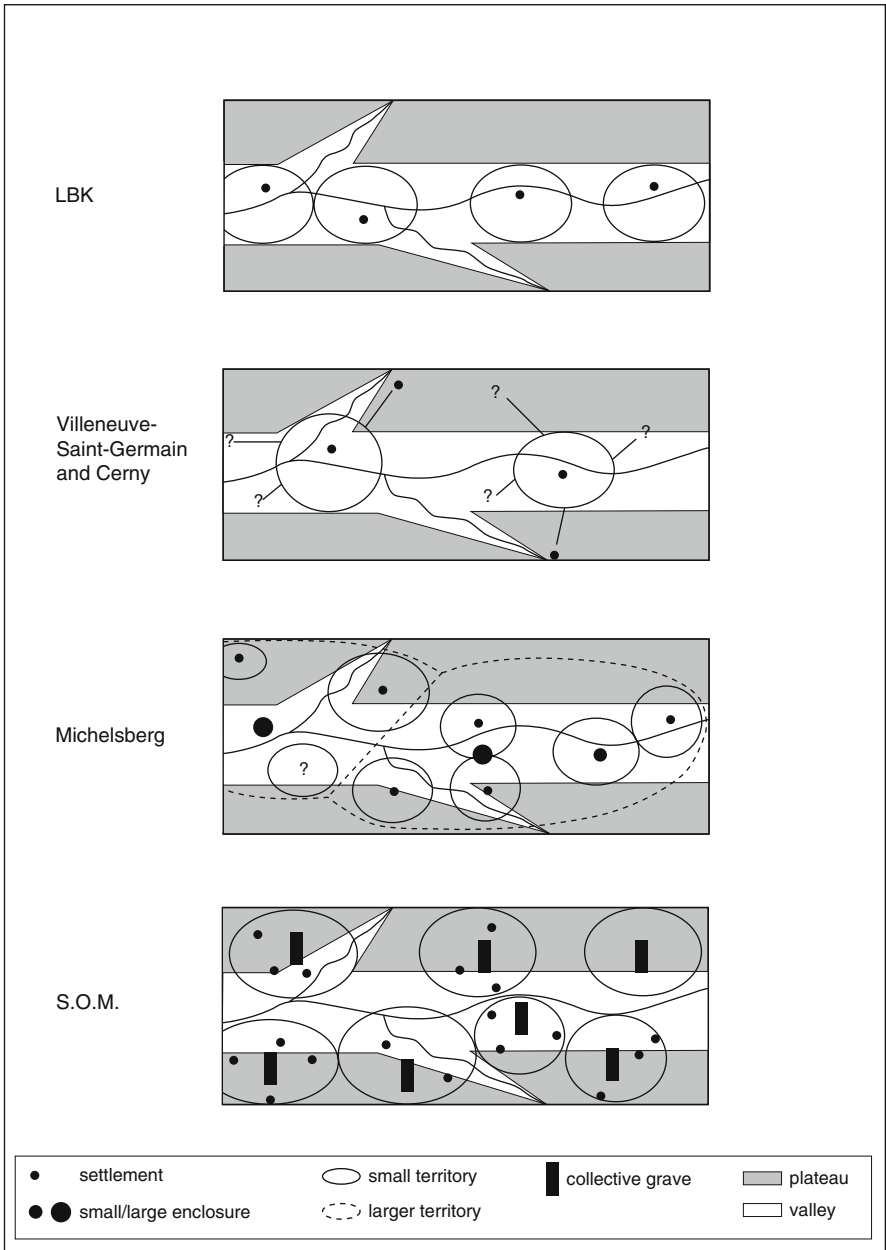 LBK
Villeneuve-
Saint-Germain
and Cerny
?
?
?
?
?
Michelsberg
?
S.O.M.
settlement
small territory
collective grave
plateau
small/large enclosure
larger territory
valley